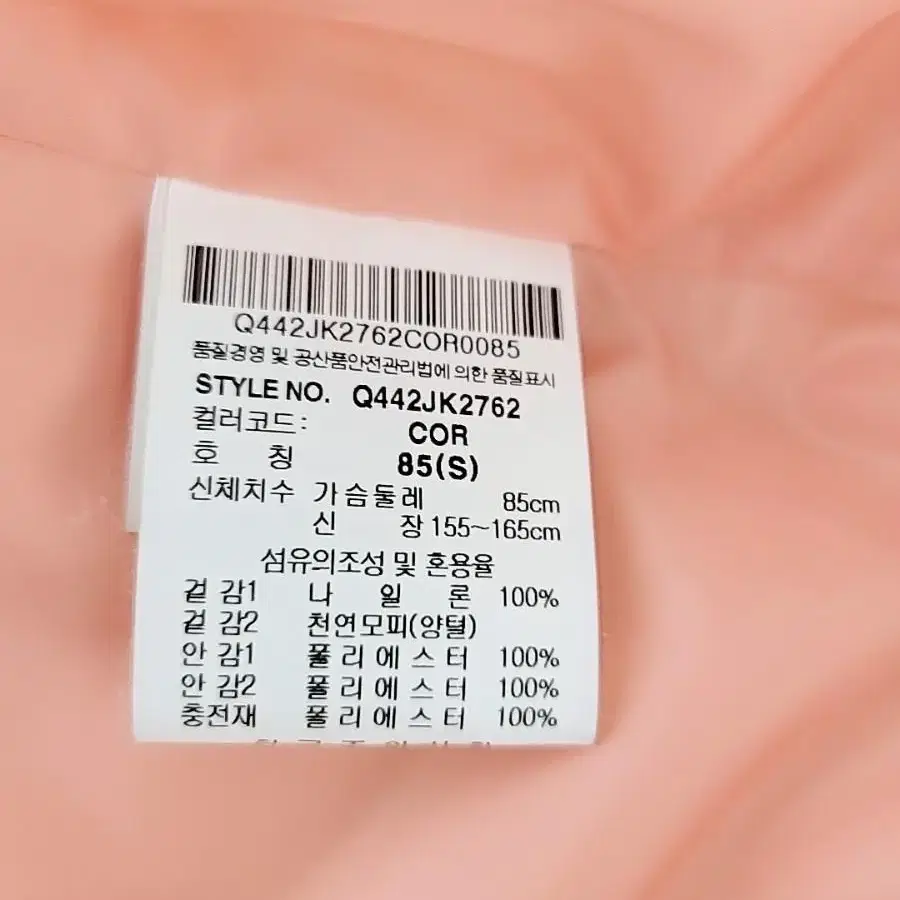 Q442JK2762COR0085
품질경영 및 공산품안전관리법에 의한 품질표시
STYLE NO. Q442JK2762
컬러코드: COR
호 칭 85(S)
신체치수 가슴둘레 85cm
신 장 155~165cm
섬유의조성 및 혼용율
겉 감1 나 일 론 100%
겉 감2 천연모피(양털)
안 감1 폴리에스터 100%
안 감2 폴리에스터 100%
충전재 폴리에스터 100%